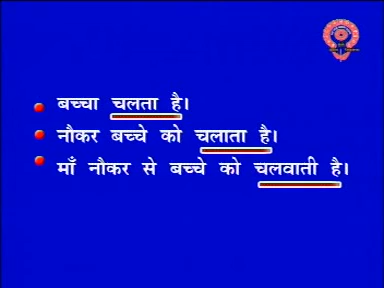 बच्चा चलता है।
नौकर बच्चे को चलाता है।
माँ नौकर से बच्चे को चलवाती है।